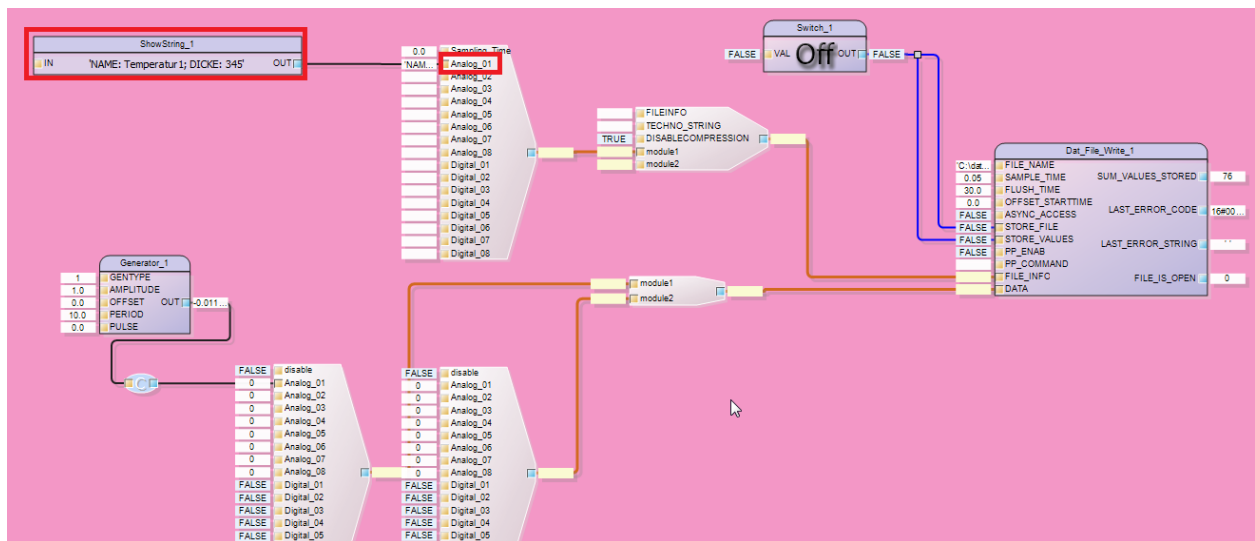 ShowString_1
IN 'NAME: Temperatur1; DICKE: 345' OUT
0.0 Sampling_Time
'NAM... Analog_01
Analog_02
Analog_03
Analog_04
Analog_05
Analog_06
Analog_07
Analog_08
Digital_01
Digital_02
Digital_03
Digital_04
Digital_05
Digital_06
Digital_07
Digital_08
FILEINFO
TECHNO_STRING
TRUE DISABLECOMPRESSION
module1
module2
Switch_1
FALSE VAL Off OUT FALSE
Dat_File_Write_1
'C:\dat... FILE_NAME
0.05 SAMPLE_TIME SUM_VALUES_STORED 76
30.0 FLUSH_TIME
0.0 OFFSET_STARTTIME
FALSE ASYNC_ACCESS LAST_ERROR_CODE 16#00...
FALSE STORE_FILE
FALSE STORE_VALUES LAST_ERROR_STRING ' '
FALSE PP_ENAB
PP_COMMAND
FILE_INFO FILE_IS_OPEN 0
DATA
Generator_1
1 GENTYPE
1.0 AMPLITUDE
0.0 OFFSET OUT -0.011...
10.0 PERIOD
0.0 PULSE
C
module1
module2
FALSE disable
0 Analog_01
0 Analog_02
0 Analog_03
0 Analog_04
0 Analog_05
0 Analog_06
0 Analog_07
0 Analog_08
FALSE Digital_01
FALSE Digital_02
FALSE Digital_03
FALSE Digital_04
FALSE Digital_05
FALSE disable
0 Analog_01
0 Analog_02
0 Analog_03
0 Analog_04
0 Analog_05
0 Analog_06
0 Analog_07
0 Analog_08
FALSE Digital_01
FALSE Digital_02
FALSE Digital_03
FALSE Digital_04
FALSE Digital_05